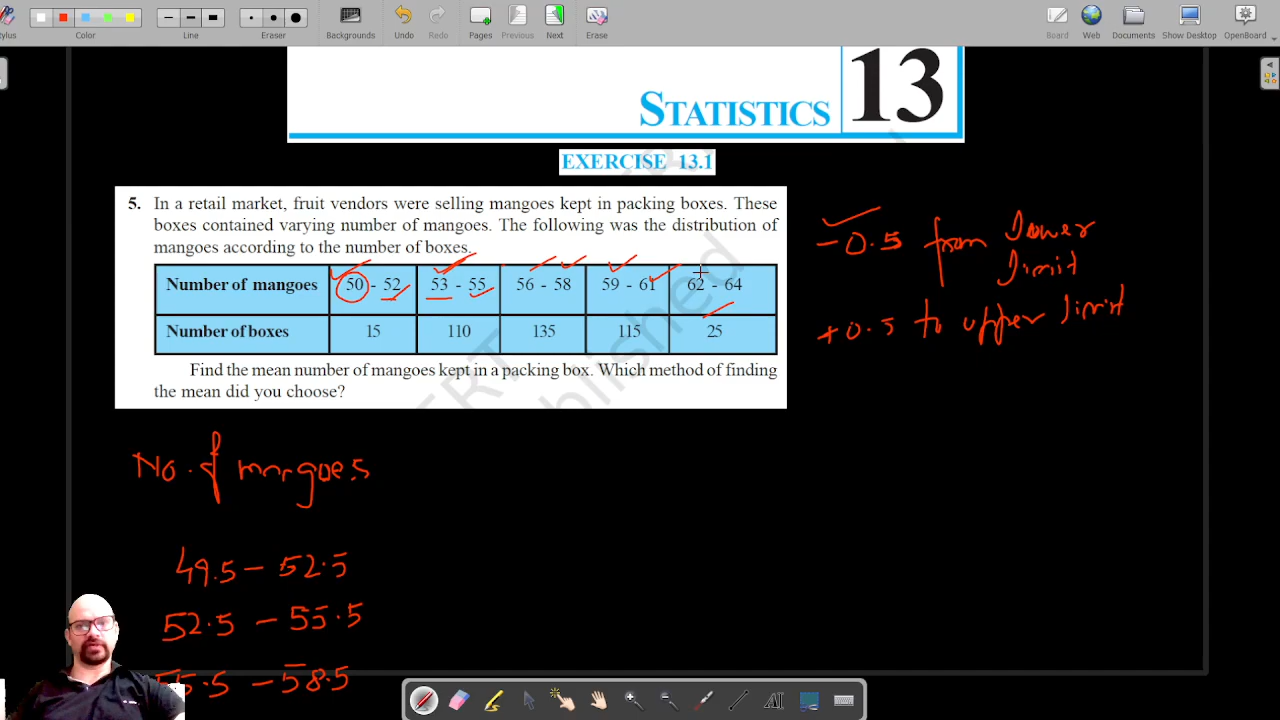 Color
Line
Eraser
Backgrounds
Undo
Redo
Pages
Previous
Next
Erase
Board
Web
Documents
Show Desktop
OpenBoard
STATISTICS 13
EXERCISE 13.1
5. In a retail market, fruit vendors were selling mangoes kept in packing boxes. These
boxes contained varying number of mangoes. The following was the distribution of
mangoes according to the number of boxes.
Number of mangoes 50 - 52 53 - 55 56 - 58 59 - 61 62 - 64
Number of boxes 15 110 135 115 25
Find the mean number of mangoes kept in a packing box. Which method of finding
the mean did you choose?
-0.5 from lower
limit
+0.5 to upper limit
No. of mangoes
49.5 - 52.5
52.5 - 55.5
55.5 - 58.5